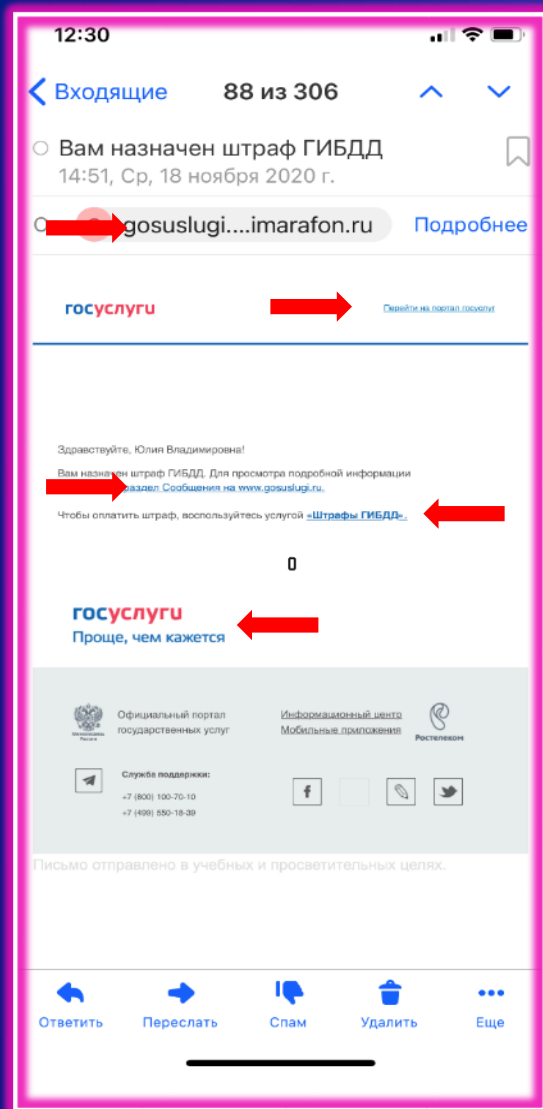 12:30
Входящие 88 из 306
Вам назначен штраф ГИБДД
14:51, Ср, 18 ноября 2020 г.
О gosuslugi....imarafon.ru Подробнее
госуслуги Перейти на портал госуслуг
Здравствуйте, Юлия Владимировна!
Вам назначен штраф ГИБДД. Для просмотра подробной информации
раздел Сообщения на www.gosuslugi.ru.
Чтобы оплатить штраф, воспользуйтесь услугой «Штрафы ГИБДД».
0
госуслуги
Проще, чем кажется
Официальный портал
государственных услуг
Информационный центр
Мобильные приложения
Ростелеком
Служба поддержки:
+7 (800) 100-70-10
+7 (499) 550-18-39
Письмо отправлено в учебных и просветительных целях.
Ответить Переслать Спам Удалить Еще